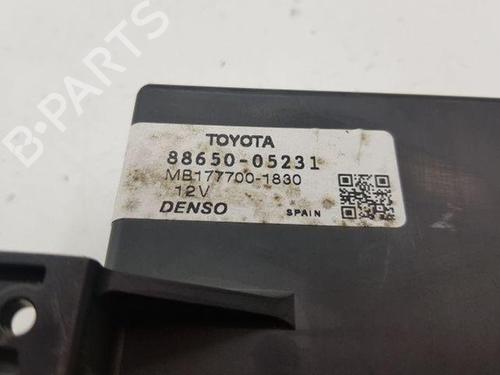 B-PARTS
TOYOTA
88650-05231
MB177700-1830
12V
DENSO
SPAIN